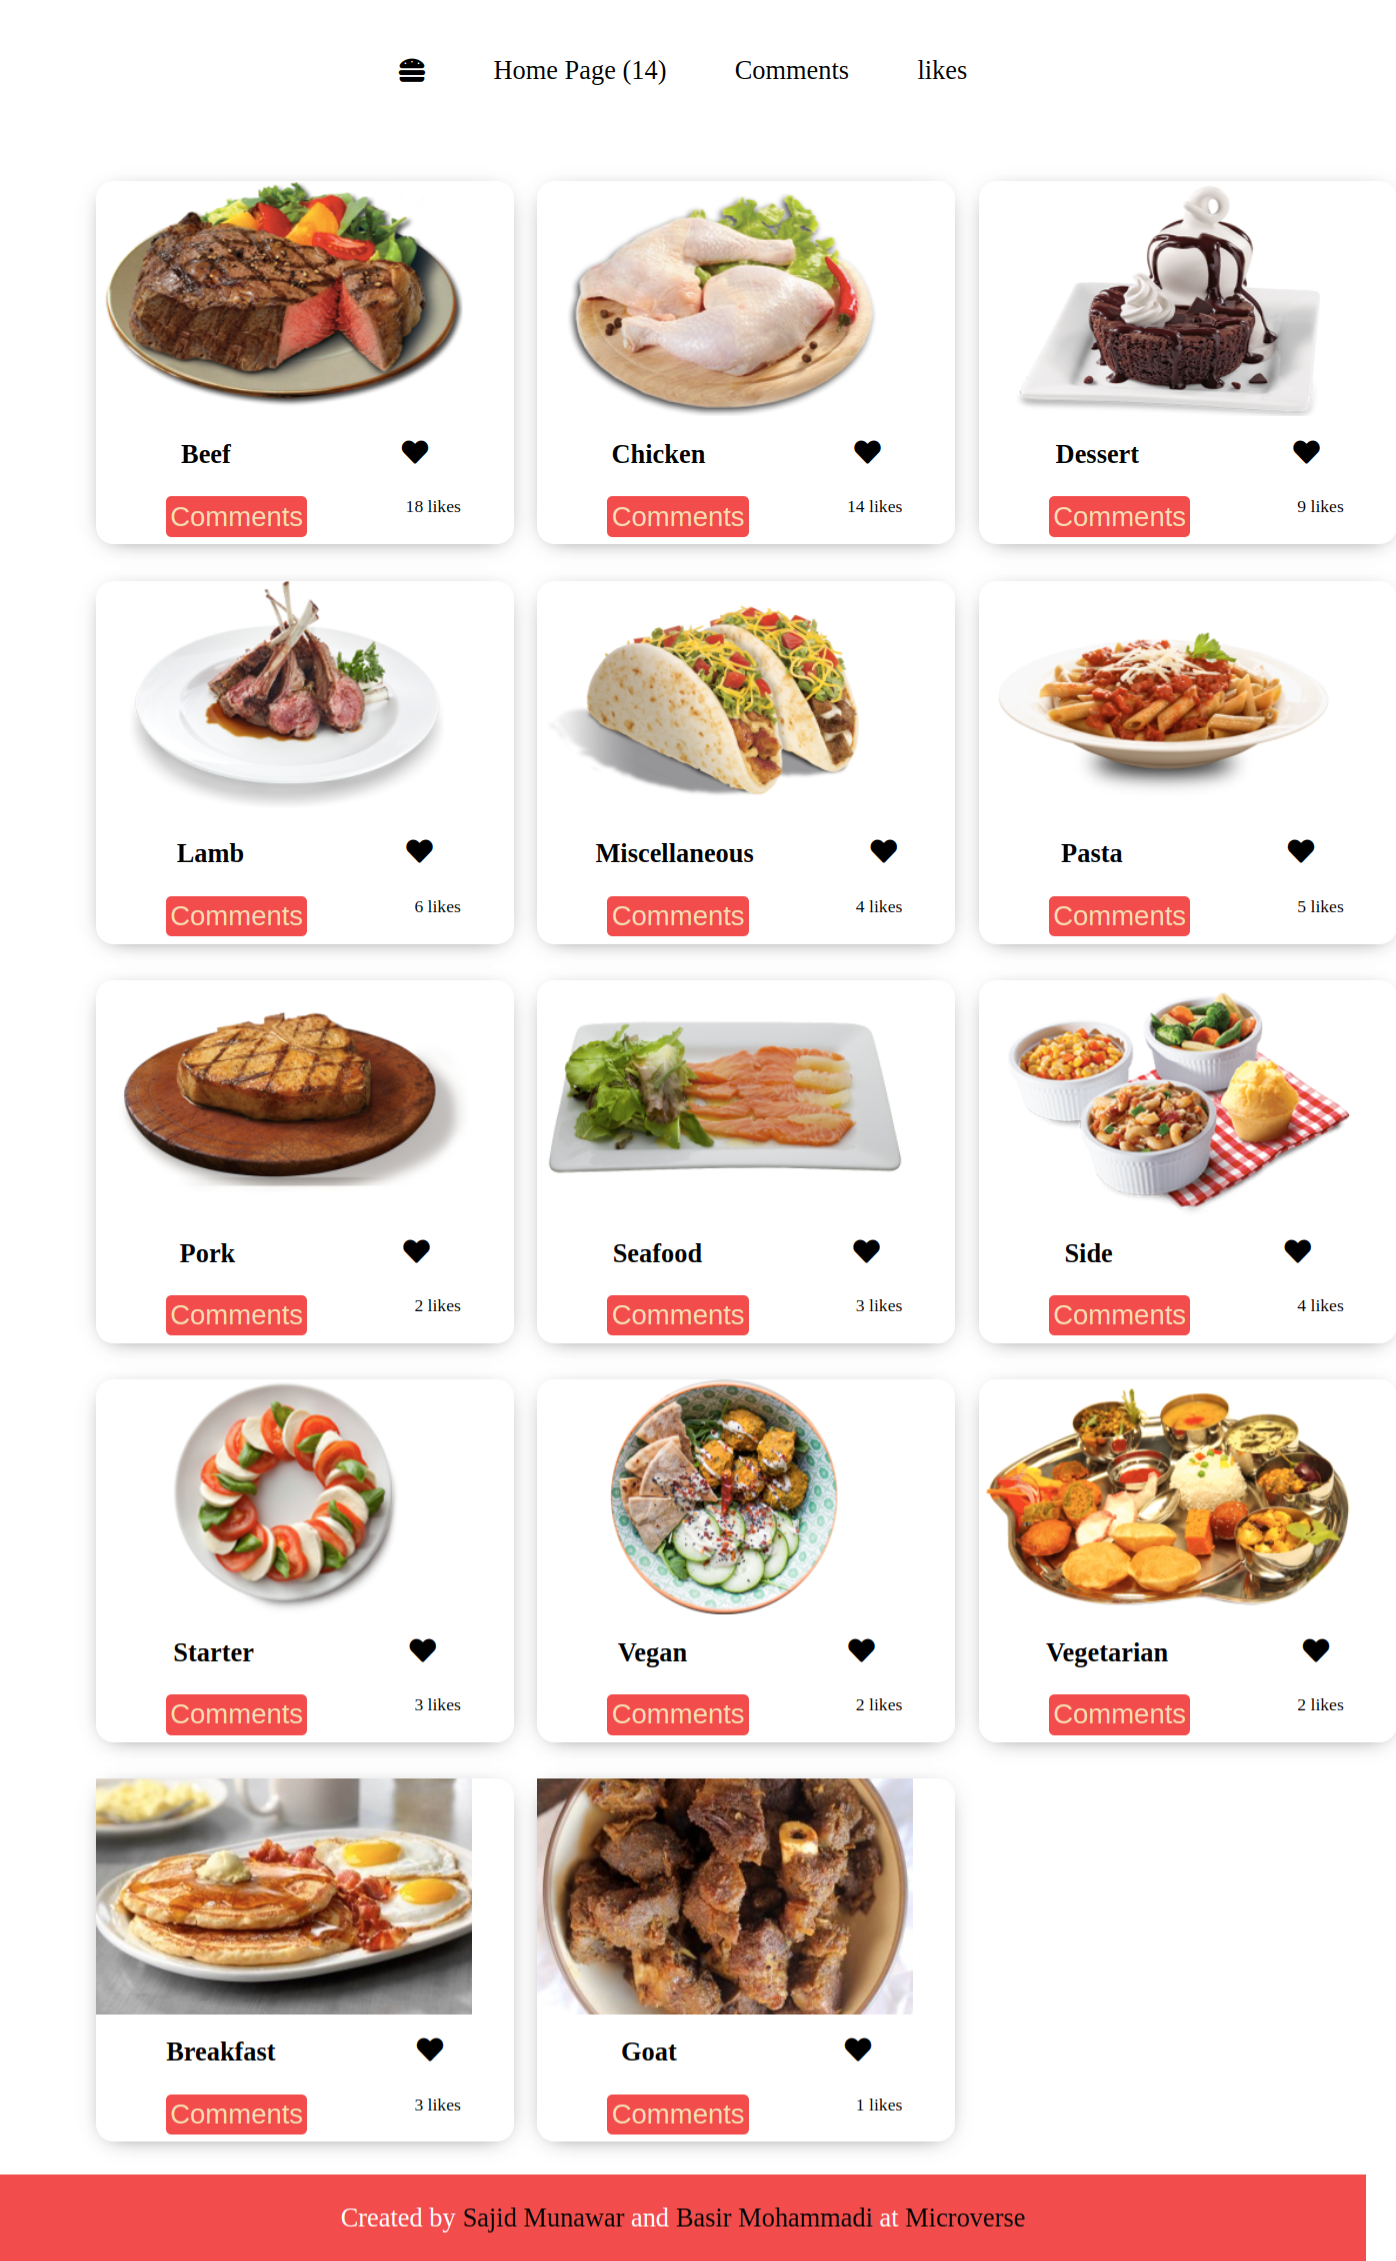 Home Page (14) Comments likes
Beef
Comments 18 likes
Chicken
Comments 14 likes
Dessert
Comments 9 likes
Lamb
Comments 6 likes
Miscellaneous
Comments 4 likes
Pasta
Comments 5 likes
Pork
Comments 2 likes
Seafood
Comments 3 likes
Side
Comments 4 likes
Starter
Comments 3 likes
Vegan
Comments 2 likes
Vegetarian
Comments 2 likes
Breakfast
Comments 3 likes
Goat
Comments 1 likes
Created by Sajid Munawar and Basir Mohammadi at Microverse